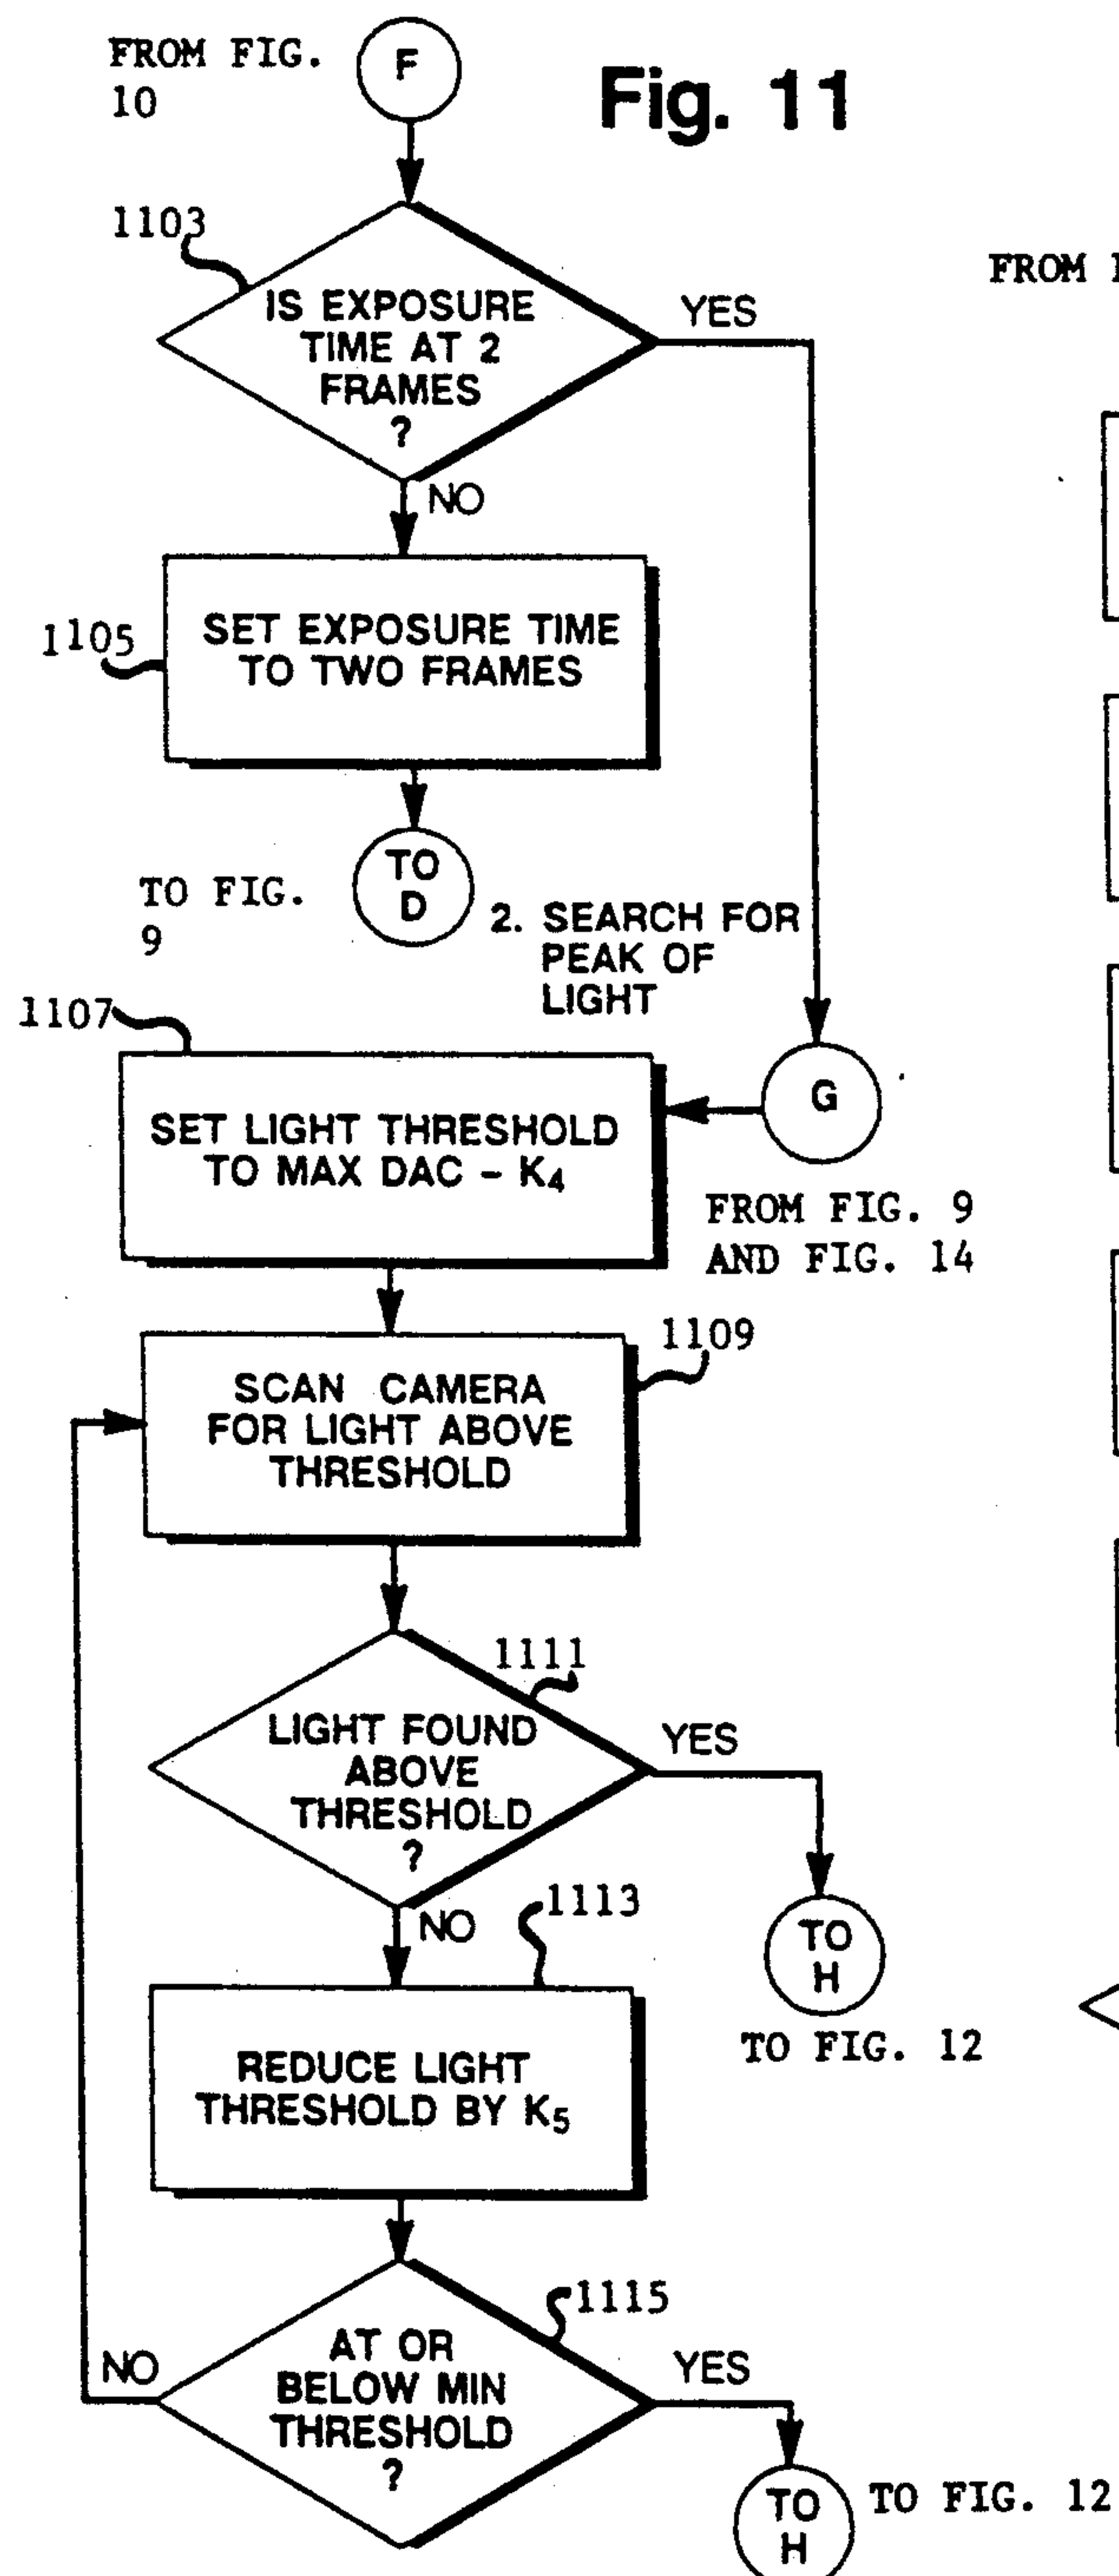 FROM FIG.
10
F
Fig. 11
1103
IS EXPOSURE
TIME AT 2
FRAMES
?
YES
NO
FROM
1105
SET EXPOSURE TIME
TO TWO FRAMES
TO FIG.
9
TO
D
2. SEARCH FOR
PEAK OF
LIGHT
1107
SET LIGHT THRESHOLD
TO MAX DAC – K4
G
FROM FIG. 9
AND FIG. 14
1109
SCAN CAMERA
FOR LIGHT ABOVE
THRESHOLD
1111
LIGHT FOUND
ABOVE
THRESHOLD
?
YES
NO
TO
H
TO FIG. 12
1113
REDUCE LIGHT
THRESHOLD BY K5
1115
AT OR
BELOW MIN
THRESHOLD
?
NO
YES
TO
H
TO FIG. 12